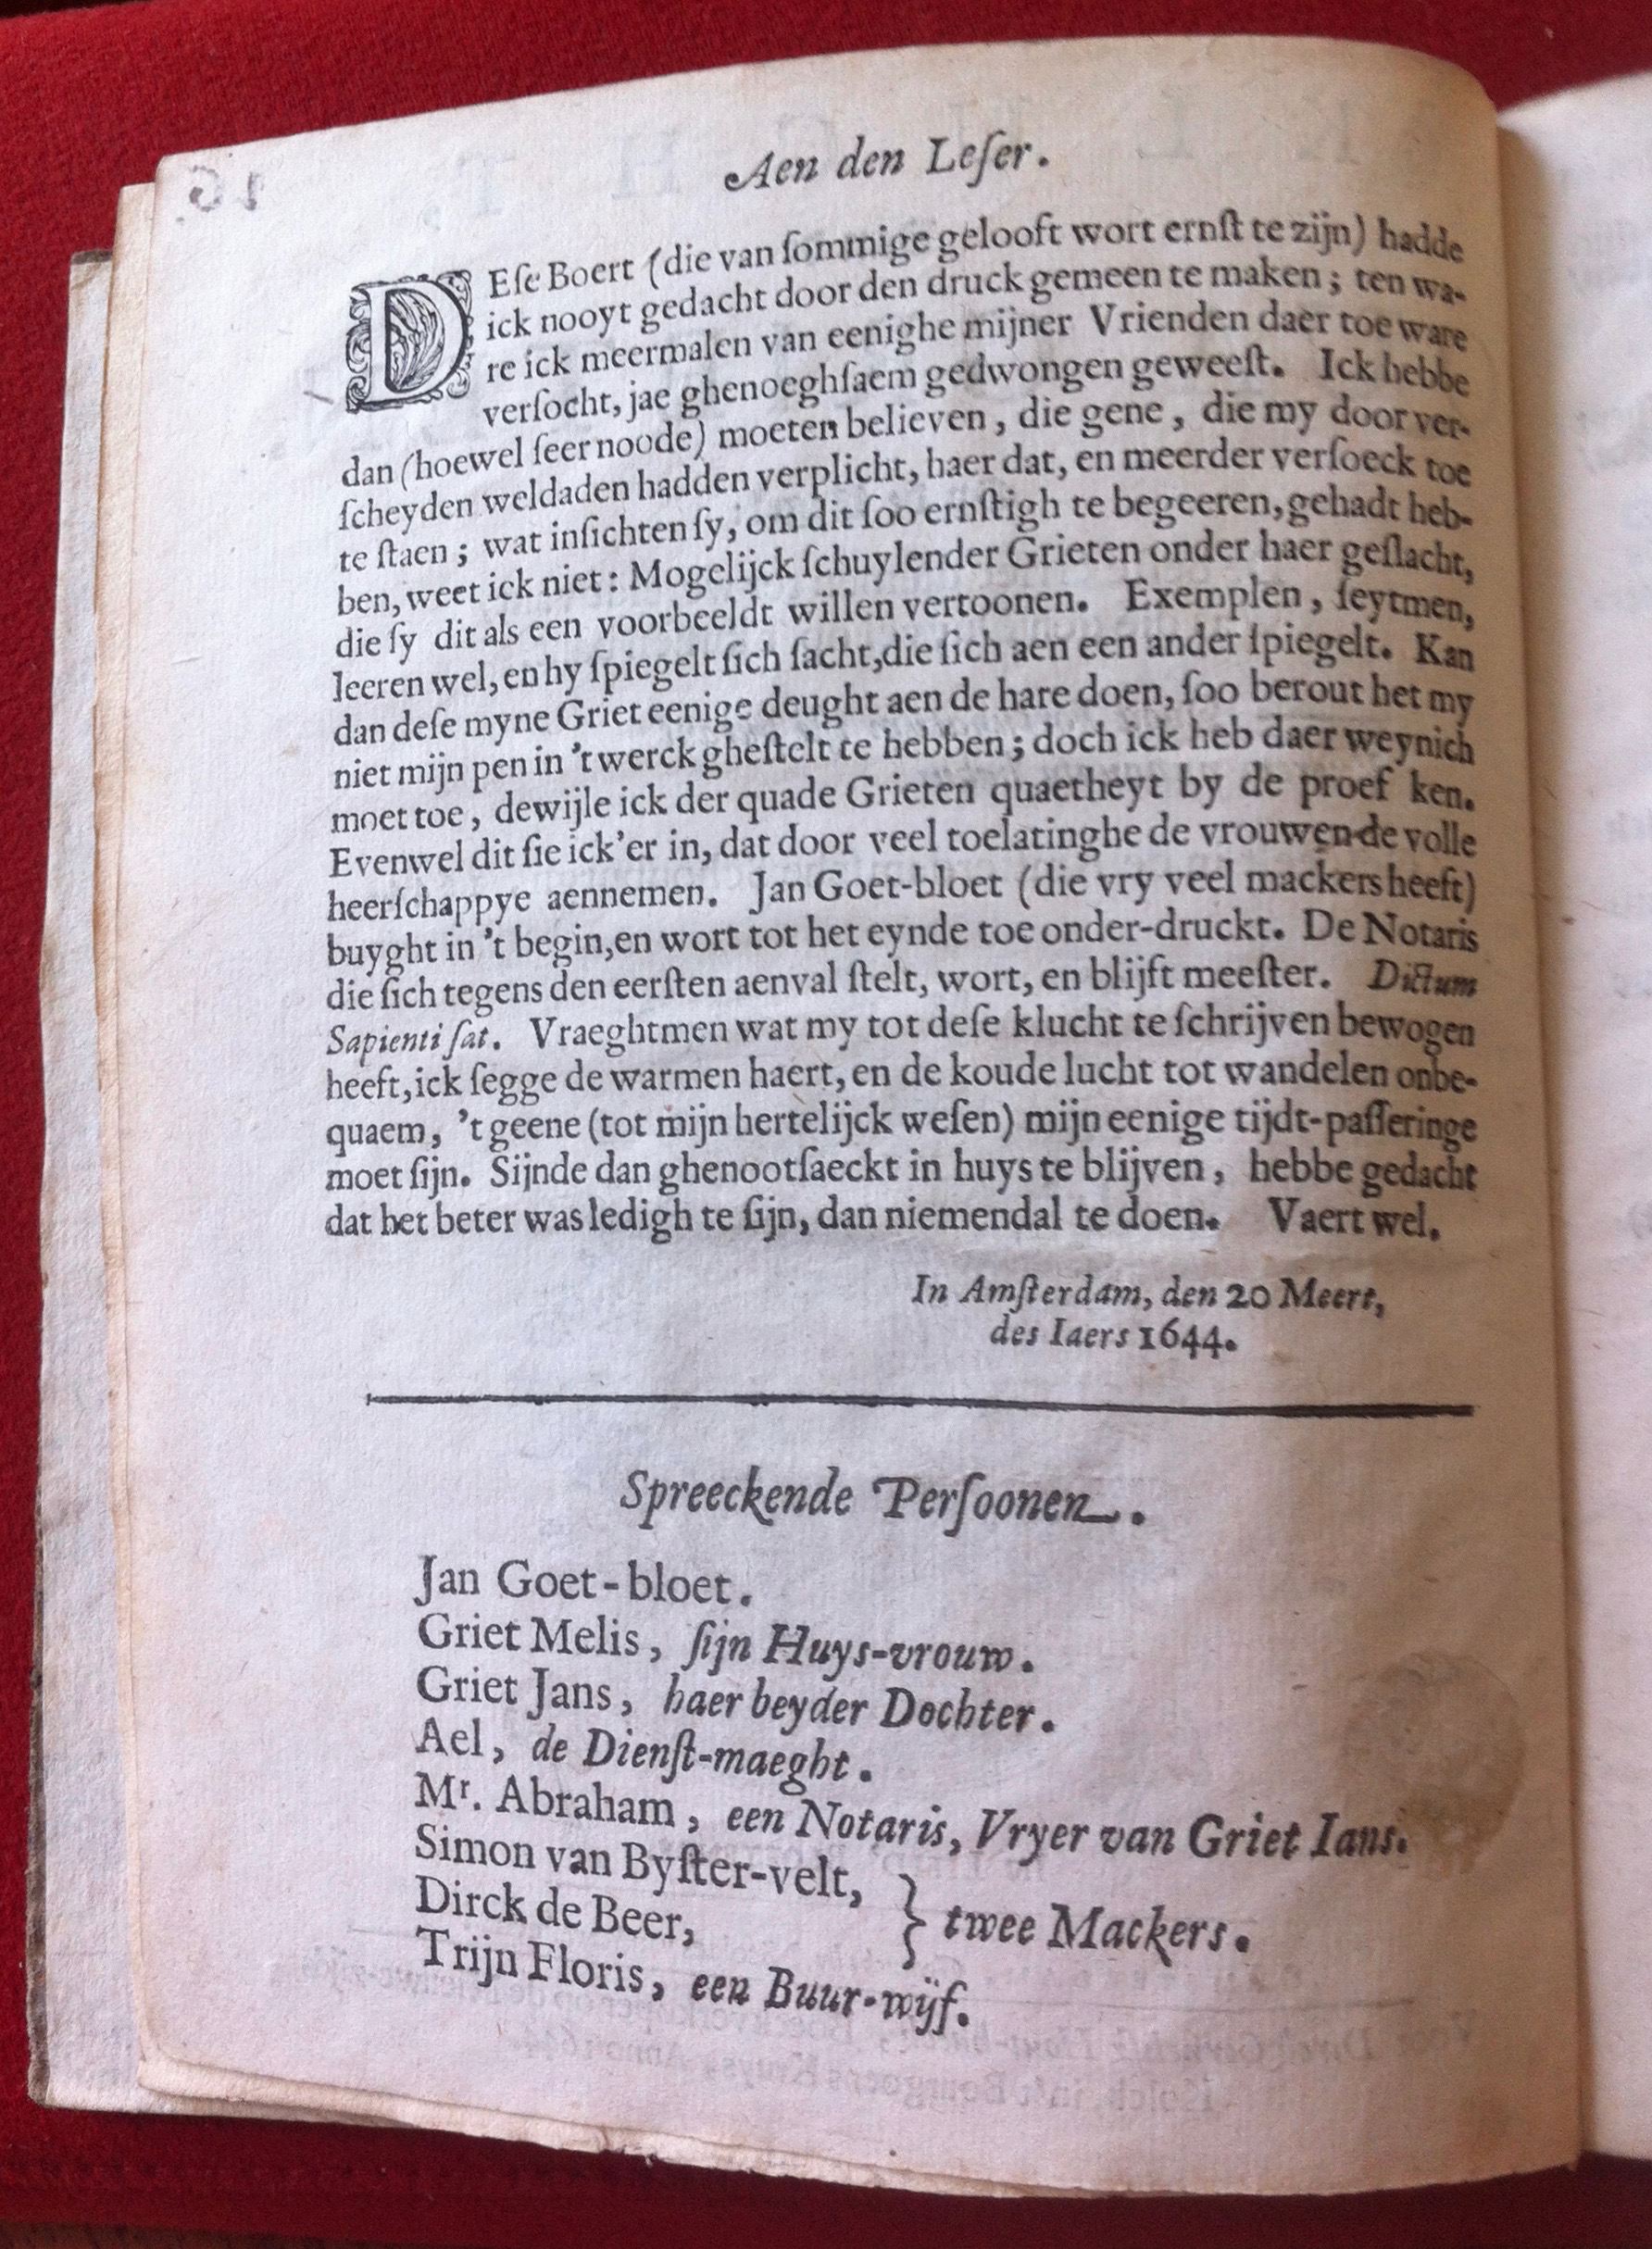 Aen den Leſer.
DEſe Boert (die van ſommige gelooft wort ernſt te zijn) hadde
ick nooyt gedacht door den druck gemeen te maken; ten wa-
re ick meermalen van eenighe mijner Vrienden daer toe ware
verſocht, jae ghenoeghſaem gedwongen geweeſt. Ick hebbe
dan (hoewel ſeer noode) moeten believen, die gene, die my door ver-
ſcheyden weldaden hadden verplicht, haer dat, en meerder verſoeck toe
te ſtaen; wat inſichten ſy, om dit ſoo ernſtigh te begeeren, gehadt heb-
ben, weet ick niet: Mogelijck ſchuylender Grieten onder haer geſlacht,
die ſy dit als een voorbeeldt willen vertoonen. Exemplen, ſeytmen,
leeren wel, en hy ſpiegelt ſich ſacht, die ſich aen een ander ſpiegelt. Kan
dan deſe myne Griet eenige deught aen de hare doen, ſoo berout het my
niet mijn pen in 't werck gheſtelt te hebben; doch ick heb daer weynich
moet toe, dewijle ick der quade Grieten quaetheyt by de proef ken.
Evenwel dit ſie ick'er in, dat door veel toelatinghe de vrouwen de volle
heerſchappye aennemen. Jan Goet-bloet (die vry veel mackers heeft)
buyght in 't begin, en wort tot het eynde toe onder-druckt. De Notaris
die ſich tegens den eerſten aenval ſtelt, wort, en blijft meeſter. Dictum
Sapienti ſat. Vraeghtmen wat my tot deſe klucht te ſchrijven bewogen
heeft, ick ſegge de warmen haert, en de koude lucht tot wandelen onbe-
quaem, 't geene (tot mijn hertelijck weſen) mijn eenige tijdt-paſſeringe
moet ſijn. Sijnde dan ghenootſaeckt in huys te blijven, hebbe gedacht
dat het beter was ledigh te ſijn, dan niemendal te doen. Vaert wel.
In Amſterdam, den 20 Meert,
des Iaers 1644.
Spreeckende Perſoonen.
Jan Goet-bloet.
Griet Melis, ſijn Huys-vrouw.
Griet Jans, haer beyder Dochter.
Ael, de Dienſt-maeght.
Mr. Abraham, een Notaris, Vryer van Griet Ians.
Simon van Byſter-velt,
Dirck de Beer, } twee Mackers.
Trijn Floris, een Buur-wijf.